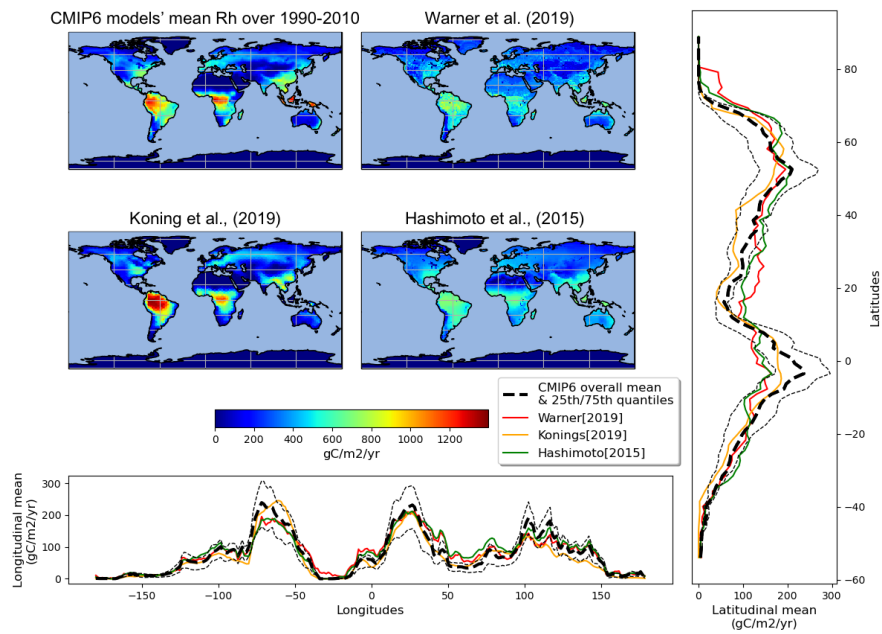 CMIP6 models' mean Rh over 1990-2010
Warner et al. (2019)
Koning et al., (2019)
Hashimoto et al., (2015)
0 200 400 600 800 1000 1200
gC/m2/yr
CMIP6 overall mean
& 25th/75th quantiles
Warner[2019]
Konings[2019]
Hashimoto[2015]
Longitudinal mean
(gC/m2/yr)
300
200
100
0
−150 −100 −50 0 50 100 150
Longitudes
80
60
40
20
0
−20
−40
−60
Latitudes
0 100 200 300
Latitudinal mean
(gC/m2/yr)